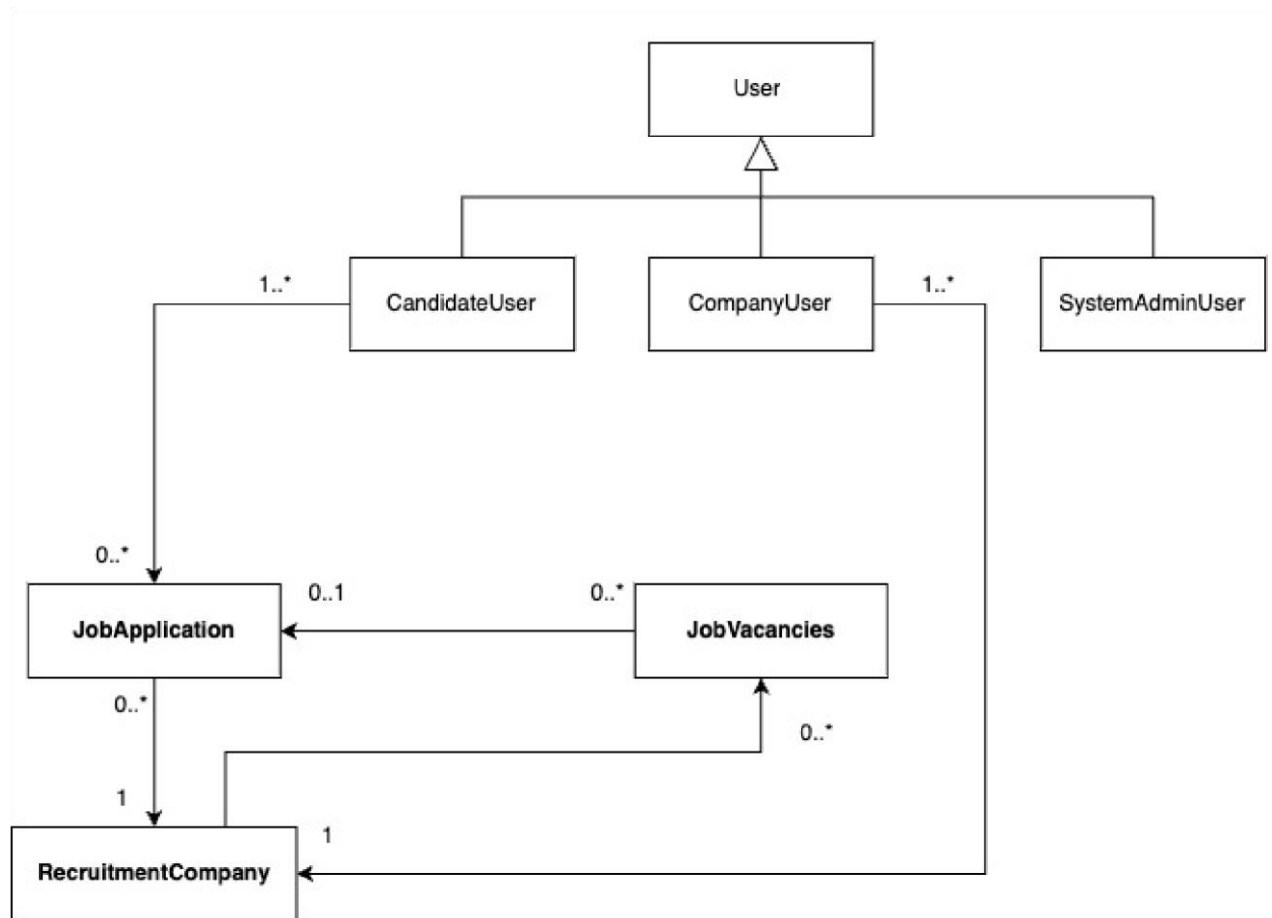 User
1..*
CandidateUser
CompanyUser
1..*
SystemAdminUser
0..*
0..1
0..*
JobApplication
JobVacancies
0..*
0..*
1
1
RecruitmentCompany